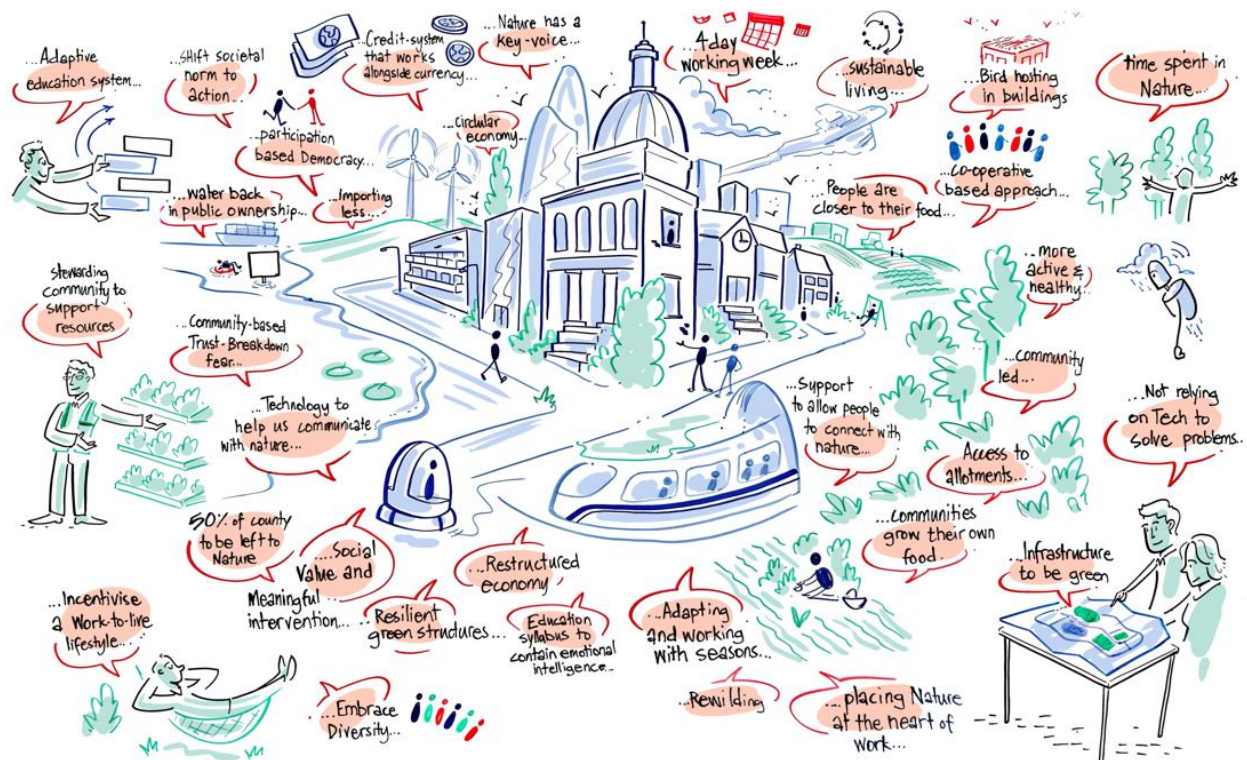 ...Adaptive
education system...
...Shift societal
norm to
action...
...Credit-system
that works
alongside currency...
...Nature has a
key-voice...
4 day
working week...
...sustainable
living...
Bird hosting
in buildings
time spent in
Nature...
...participation
based Democracy...
...Circular
economy...
...co-operative
based approach...
...Water back
in public ownership...
Importing
less...
...People are
closer to their food...
...more
active &
healthy...
stewarding
community to
support
resources
...Community-based
Trust-Breakdown
fear...
...community
led...
...Technology to
help us communicate
with nature...
...Support
to allow people
to connect with
nature...
...Not relying
on Tech to
solve problems...
Access to
allotments...
50% of county
to be left to
Nature
....Social
Value and
Meaningful
intervention...
...Restructured
economy
...communities
grow their own
food...
...Infrastructure
to be green
...Incentivise
a Work-to-live
lifestyle...
...Resilient
green structures...
Education
syllabus to
contain emotional
intelligence...
...Adapting
and working
with seasons...
...Embrace
Diversity...
...Rewilding
...placing Nature
at the heart of
work...